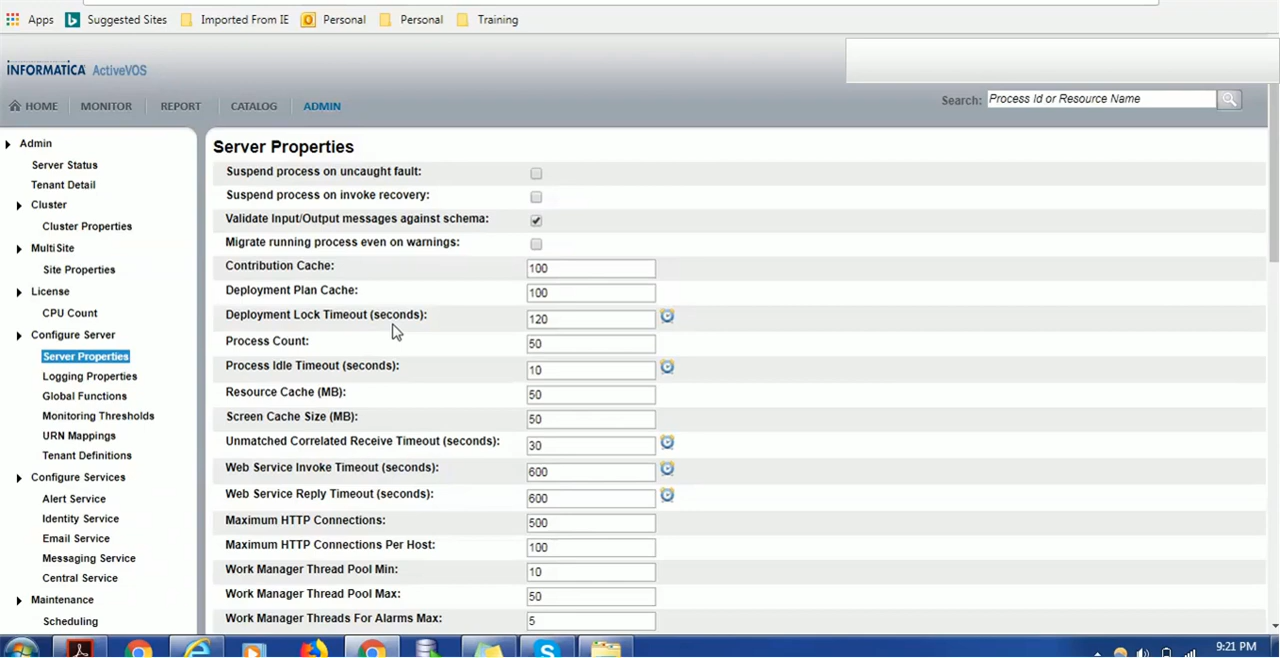 Apps Suggested Sites Imported From IE Personal Personal Training
INFORMATICA ActiveVOS
HOME MONITOR REPORT CATALOG ADMIN
Search: Process Id or Resource Name
Admin
Server Status
Tenant Detail
Cluster
Cluster Properties
MultiSite
Site Properties
License
CPU Count
Configure Server
Server Properties
Logging Properties
Global Functions
Monitoring Thresholds
URN Mappings
Tenant Definitions
Configure Services
Alert Service
Identity Service
Email Service
Messaging Service
Central Service
Maintenance
Scheduling
Server Properties
Suspend process on uncaught fault:
Suspend process on invoke recovery:
Validate Input/Output messages against schema:
Migrate running process even on warnings:
Contribution Cache: 100
Deployment Plan Cache: 100
Deployment Lock Timeout (seconds): 120
Process Count: 50
Process Idle Timeout (seconds): 10
Resource Cache (MB): 50
Screen Cache Size (MB): 50
Unmatched Correlated Receive Timeout (seconds): 30
Web Service Invoke Timeout (seconds): 600
Web Service Reply Timeout (seconds): 600
Maximum HTTP Connections: 500
Maximum HTTP Connections Per Host: 100
Work Manager Thread Pool Min: 10
Work Manager Thread Pool Max: 50
Work Manager Threads For Alarms Max: 5
9:21 PM